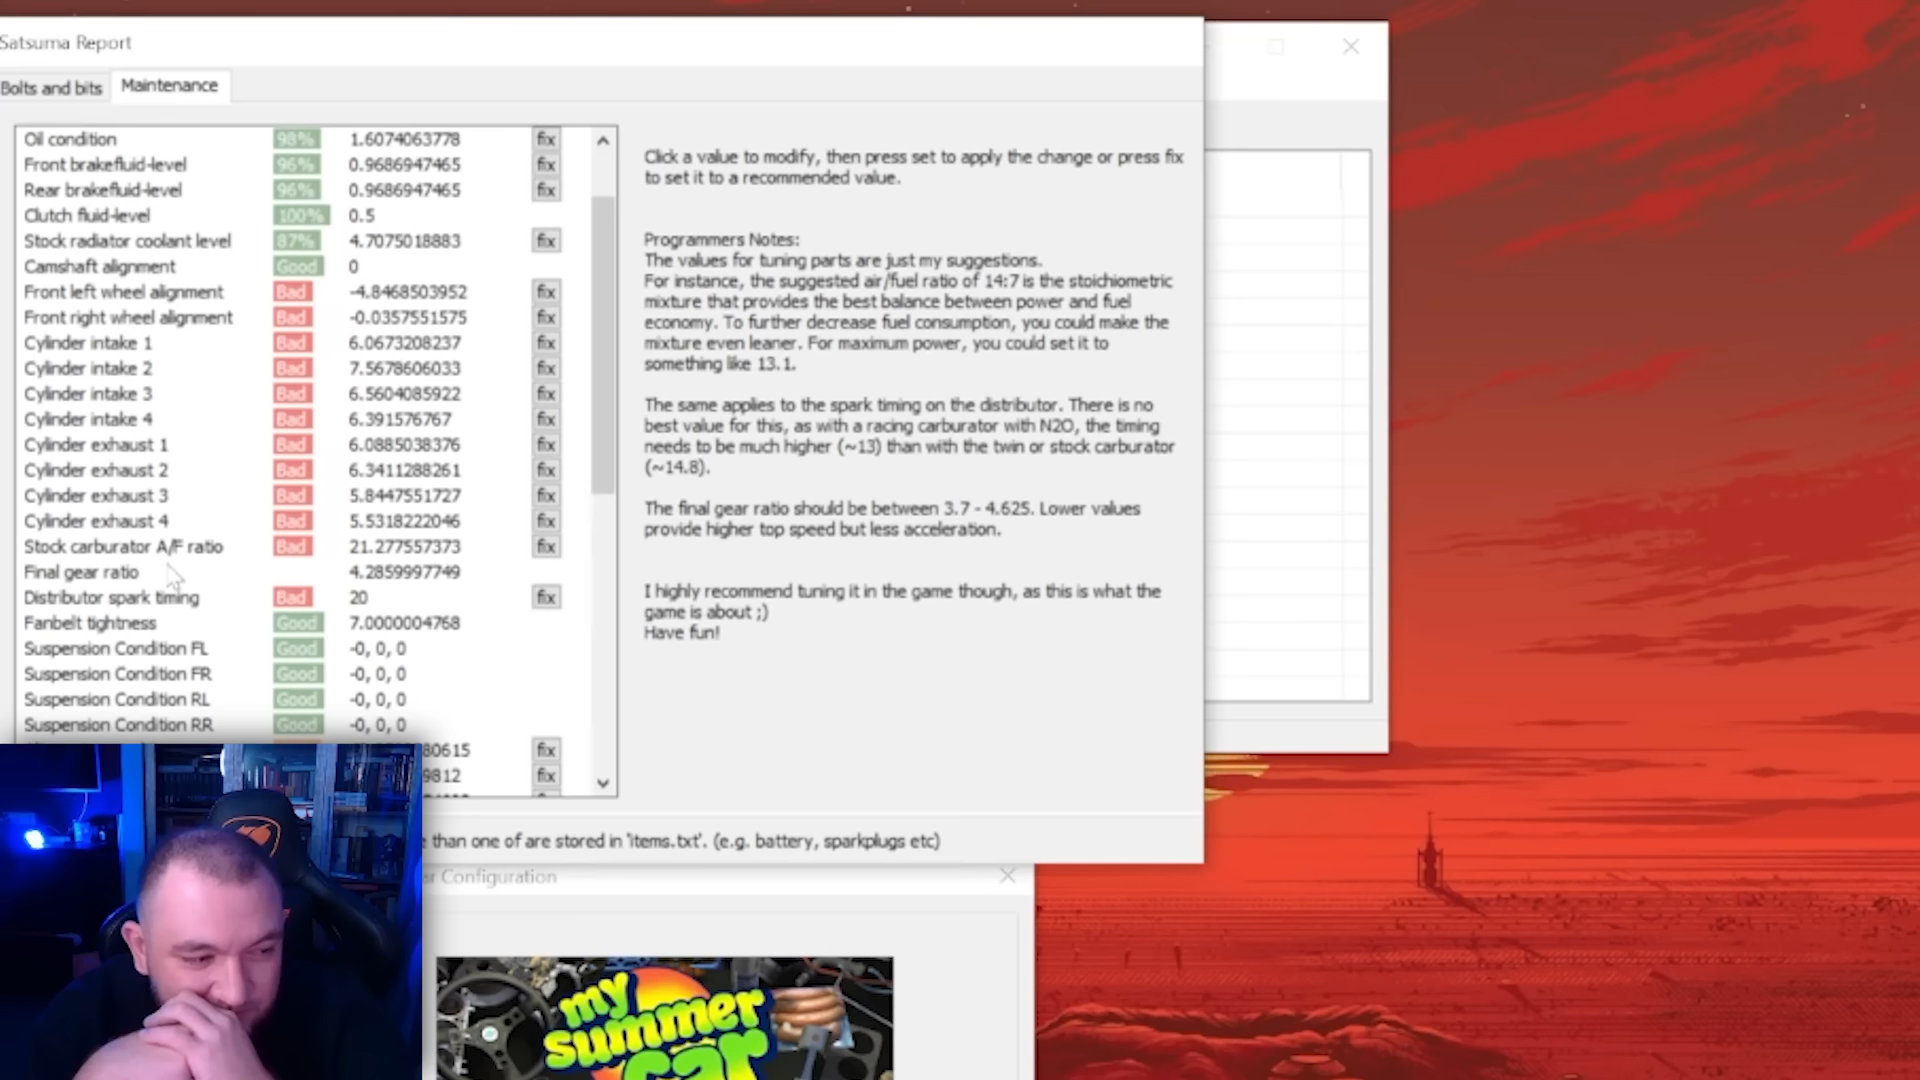 Satsuma Report
Bolts and bits Maintenance
Oil condition 98% 1.6074063778 fix
Front brakefluid-level 96% 0.9686947465 fix
Rear brakefluid-level 96% 0.9686947465 fix
Clutch fluid-level 100% 0.5
Stock radiator coolant level 87% 4.7075018883 fix
Camshaft alignment Good 0
Front left wheel alignment Bad -4.8468503952 fix
Front right wheel alignment Bad -0.0357551575 fix
Cylinder intake 1 Bad 6.0673208237 fix
Cylinder intake 2 Bad 7.5678606033 fix
Cylinder intake 3 Bad 6.5604085922 fix
Cylinder intake 4 Bad 6.391576767 fix
Cylinder exhaust 1 Bad 6.0885038376 fix
Cylinder exhaust 2 Bad 6.3411288261 fix
Cylinder exhaust 3 Bad 5.8447551727 fix
Cylinder exhaust 4 Bad 5.5318222046 fix
Stock carburator A/F ratio Bad 21.277557373 fix
Final gear ratio 4.2859997749
Distributor spark timing Bad 20 fix
Fanbelt tightness Good 7.0000004768
Suspension Condition FL Good -0, 0, 0
Suspension Condition FR Good -0, 0, 0
Suspension Condition RL Good -0, 0, 0
Suspension Condition RR Good -0, 0, 0
80615 fix
9812 fix
Click a value to modify, then press set to apply the change or press fix
to set it to a recommended value.
Programmers Notes:
The values for tuning parts are just my suggestions.
For instance, the suggested air/fuel ratio of 14:7 is the stoichiometric
mixture that provides the best balance between power and fuel
economy. To further decrease fuel consumption, you could make the
mixture even leaner. For maximum power, you could set it to
something like 13.1.
The same applies to the spark timing on the distributor. There is no
best value for this, as with a racing carburator with N2O, the timing
needs to be much higher (~13) than with the twin or stock carburator
(~14.8).
The final gear ratio should be between 3.7 - 4.625. Lower values
provide higher top speed but less acceleration.
I highly recommend tuning it in the game though, as this is what the
game is about ;)
Have fun!
than one of are stored in 'items.txt'. (e.g. battery, sparkplugs etc)
Configuration
my
summer
car